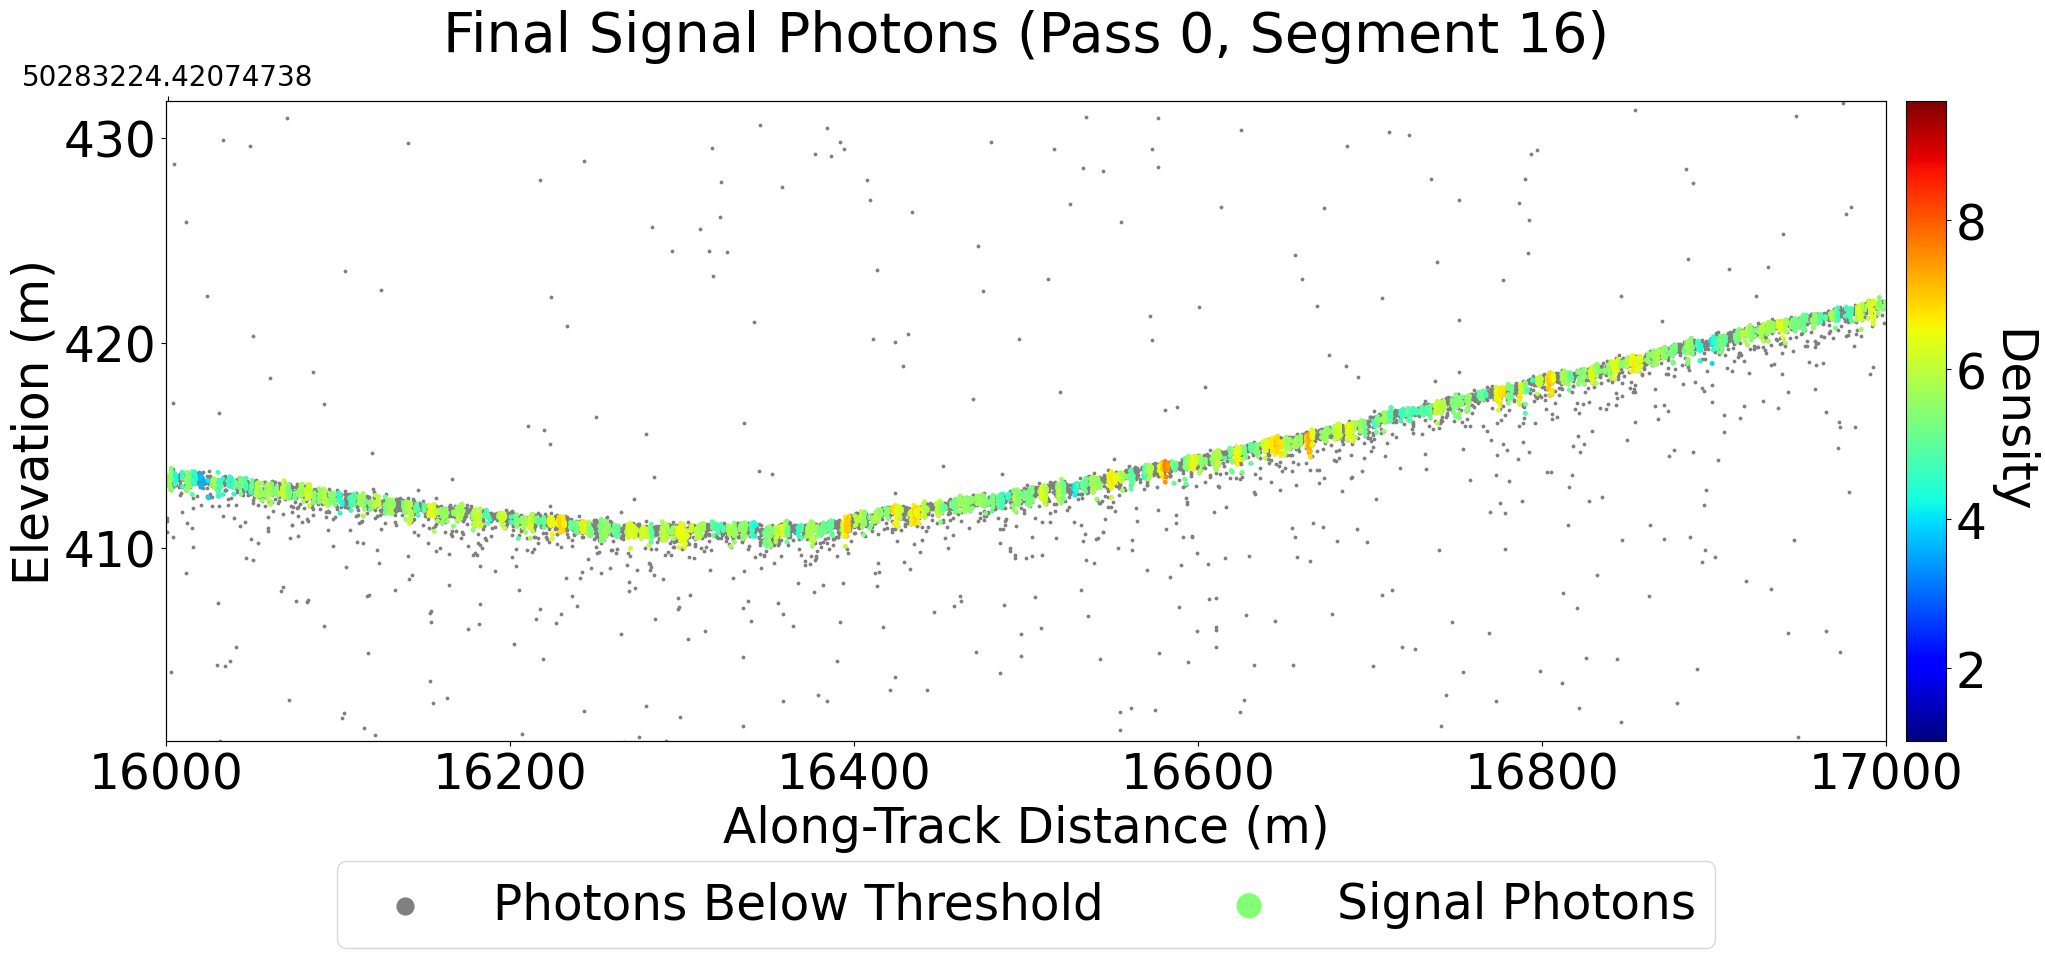 Final Signal Photons (Pass 0, Segment 16)
50283224.42074738
430
420
410
Elevation (m)
16000 16200 16400 16600 16800 17000
Along-Track Distance (m)
8
6
4
2
Density
Photons Below Threshold Signal Photons